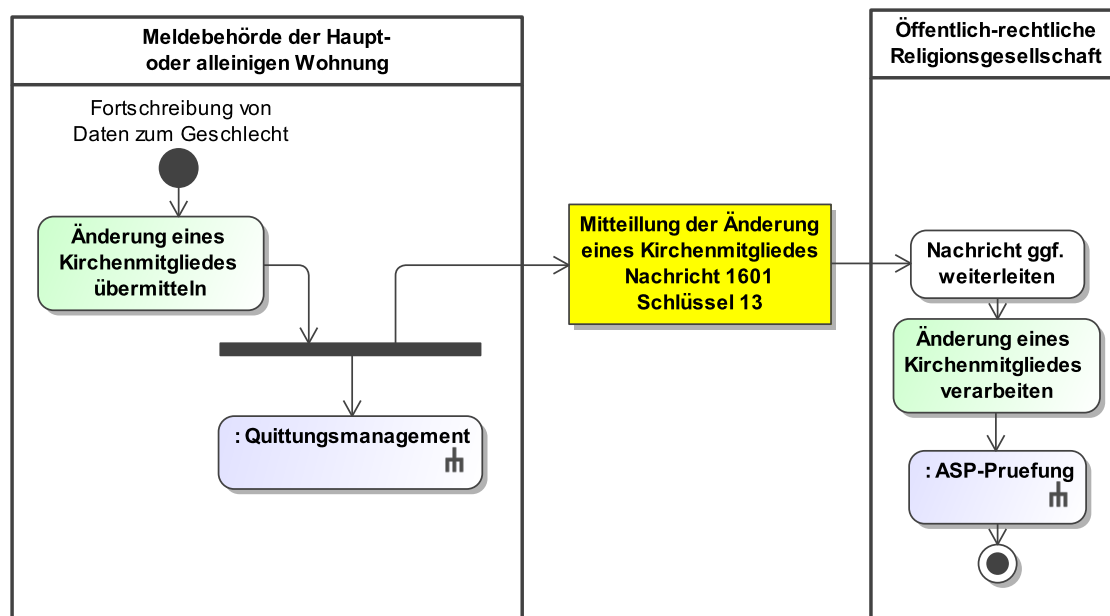 Meldebehörde der Haupt-
oder alleinigen Wohnung
Fortschreibung von
Daten zum Geschlecht
Änderung eines
Kirchenmitgliedes
übermitteln
: Quittungsmanagement
Mitteillung der Änderung
eines Kirchenmitgliedes
Nachricht 1601
Schlüssel 13
Öffentlich-rechtliche
Religionsgesellschaft
Nachricht ggf.
weiterleiten
Änderung eines
Kirchenmitgliedes
verarbeiten
: ASP-Pruefung